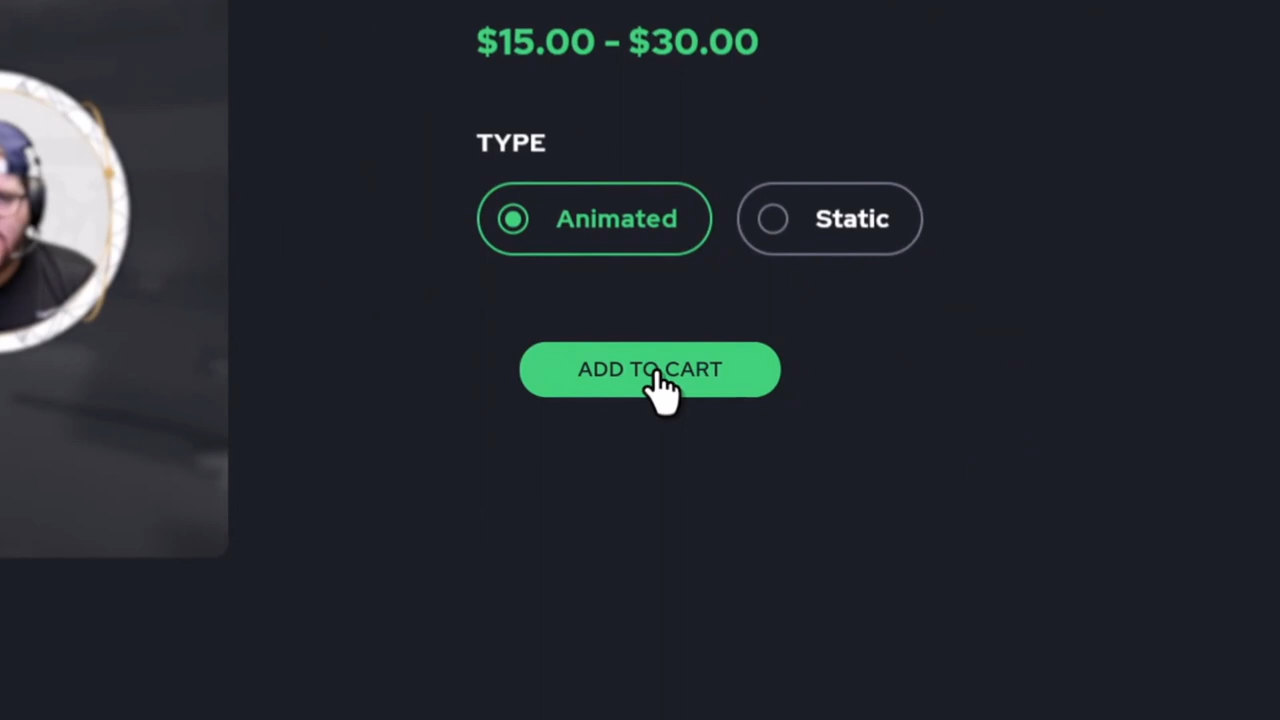 $15.00 - $30.00
TYPE
Animated
Static
ADD TO CART